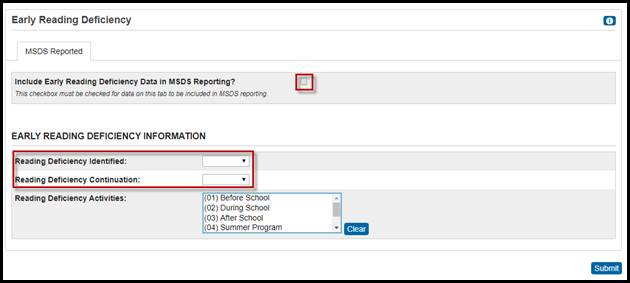 Early Reading Deficiency
MSDS Reported
Include Early Reading Deficiency Data in MSDS Reporting?
This checkbox must be checked for data on this tab to be included in MSDS reporting
EARLY READING DEFICIENCY INFORMATION
Reading Deficiency Identified:
Reading Deficiency Continuation:
Reading Deficiency Activities:
(01) Before School
(02) During School
(03) After School
(04) Summer Program
Clear
Submit